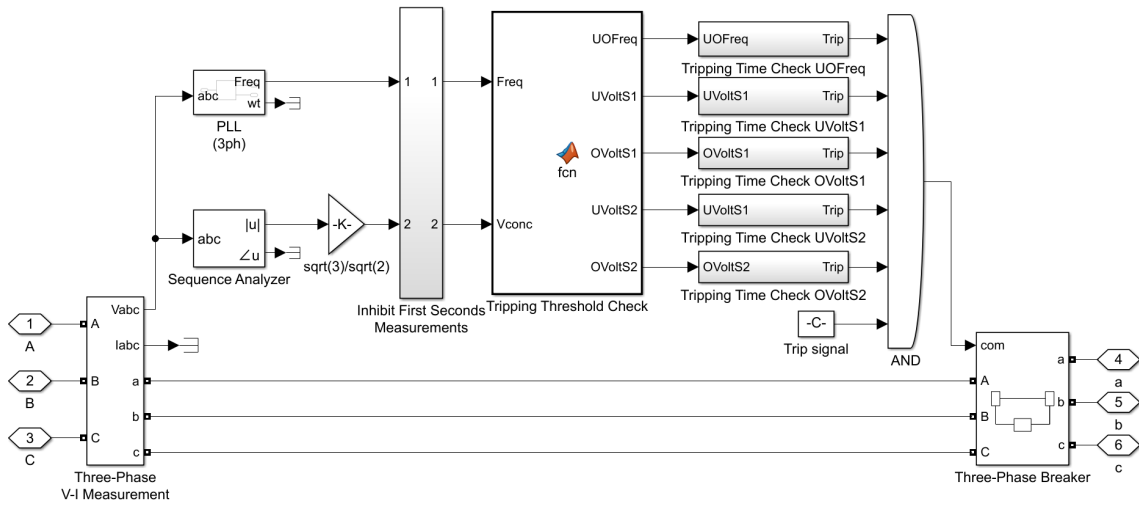 UOFreq
UOFreq
Trip
Tripping Time Check UOFreq
Freq
abc
wt
PLL
(3ph)
1
1
Freq
UVoltS1
UVoltS1
Trip
Tripping Time Check UVoltS1
fcn
OVoltS1
OVoltS1
Trip
Tripping Time Check OVoltS1
|u|
abc
∠u
Sequence Analyzer
-K-
sqrt(3)/sqrt(2)
2
2
Vconc
UVoltS2
UVoltS1
Trip
Tripping Time Check UVoltS2
OVoltS2
OVoltS2
Trip
Tripping Time Check OVoltS2
Inhibit First Seconds
Measurements
Tripping Threshold Check
-C-
Trip signal
AND
Vabc
1
A
A
Iabc
com
a
4
a
2
B
B
a
A
b
B
b
5
b
3
C
C
c
C
c
6
c
Three-Phase
V-I Measurement
Three-Phase Breaker